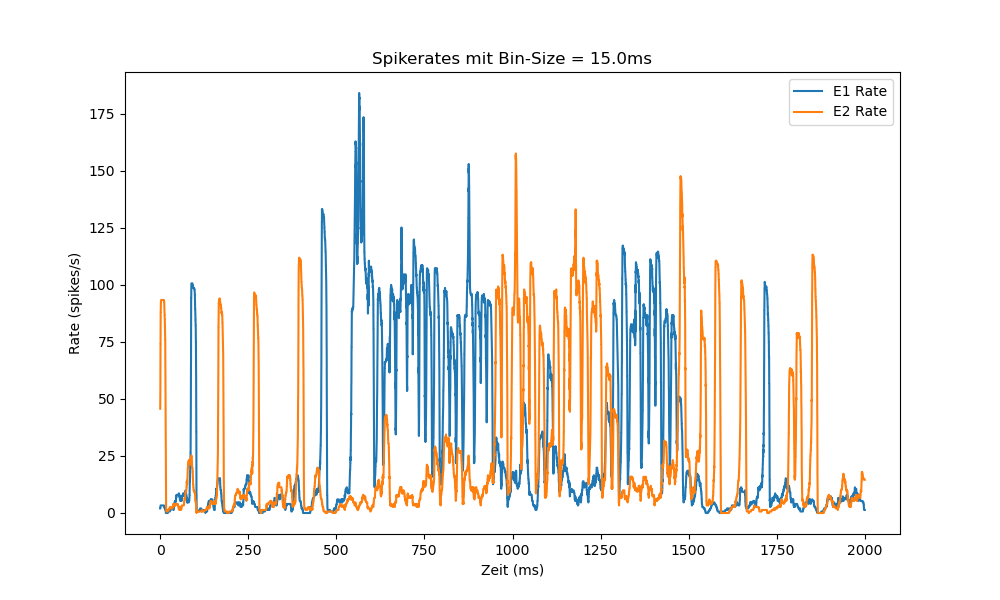 Spikerates mit Bin-Size = 15.0ms
E1 Rate
E2 Rate
175
150
125
100
75
50
25
0
Rate (spikes/s)
0 250 500 750 1000 1250 1500 1750 2000
Zeit (ms)